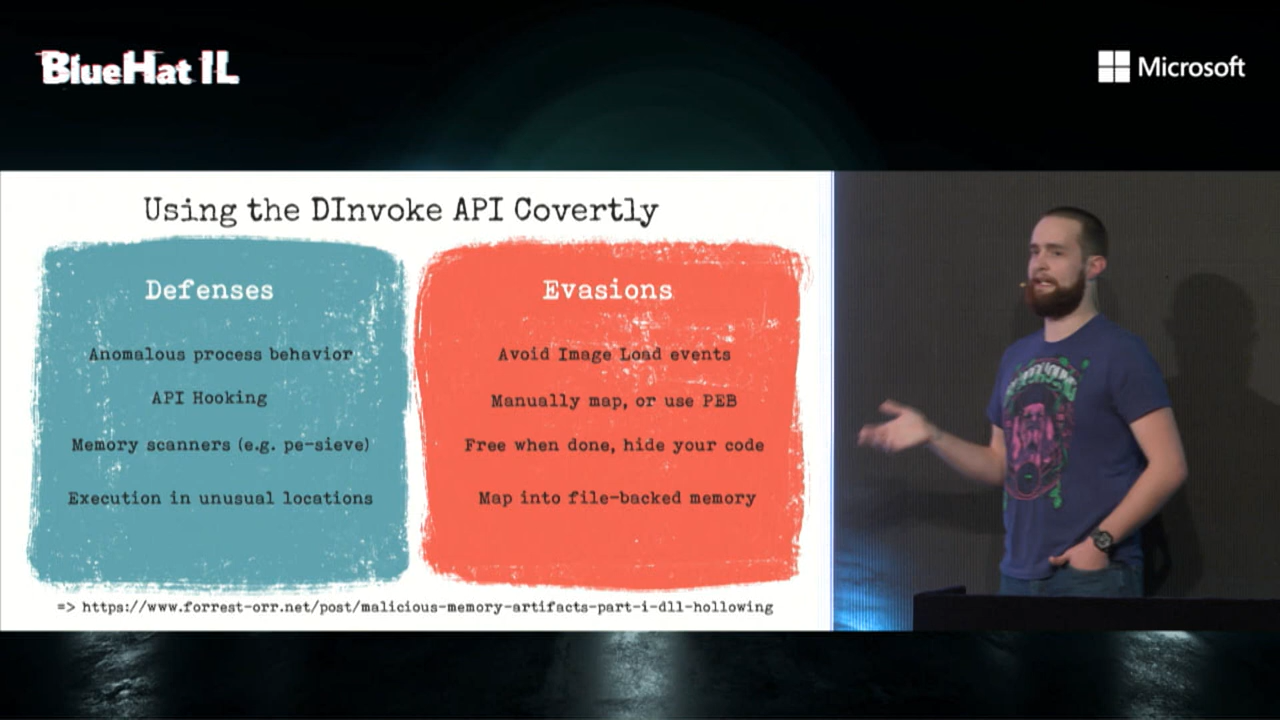 BlueHat IL
Microsoft
Using the DInvoke API Covertly
Defenses
Anomalous process behavior
API Hooking
Memory scanners (e.g. pe-sieve)
Execution in unusual locations
Evasions
Avoid Image Load events
Manually map, or use PEB
Free when done, hide your code
Map into file-backed memory
=> https://www.forrest-orr.net/post/malicious-memory-artifacts-part-i-dll-hollowing